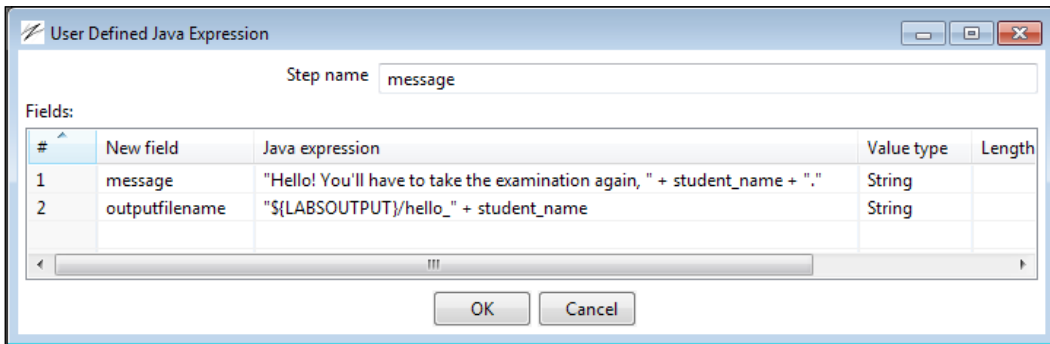 User Defined Java Expression
Step name message
Fields:
# New field Java expression Value type Length
1 message "Hello! You'll have to take the examination again, " + student_name + "." String
2 outputfilename "${LABSOUTPUT}/hello_" + student_name String
OK Cancel